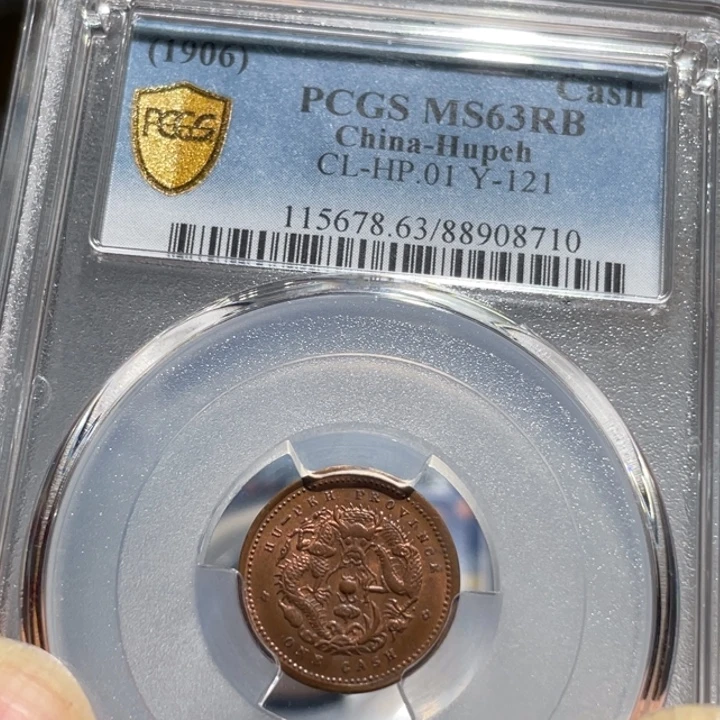 (1906) Cash
PCGS
PCGS MS63RB
China-Hupeh
CL-HP.01 Y-121
115678.63/88908710
HU-PEH PROVINCE
ONE CASH